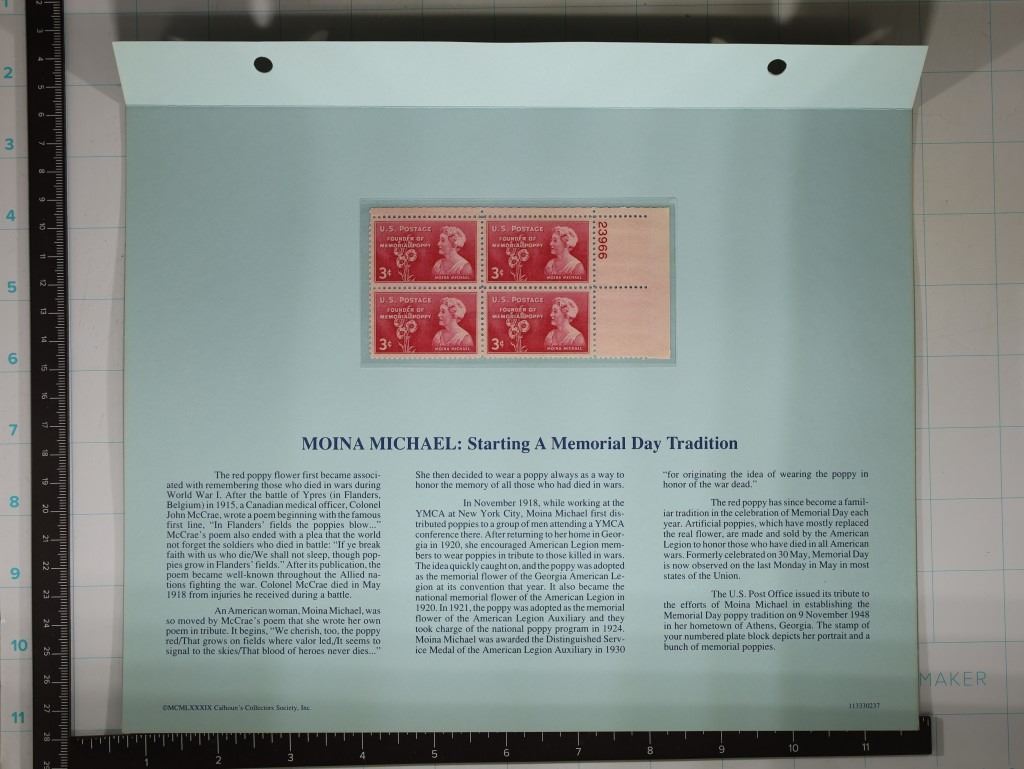 U.S. POSTAGE
FOUNDER OF
MEMORIAL POPPY
3¢
MOINA MICHAEL
U.S. POSTAGE
FOUNDER OF
MEMORIAL POPPY
3¢
MOINA MICHAEL
23966
U.S. POSTAGE
FOUNDER OF
MEMORIAL POPPY
3¢
MOINA MICHAEL
U.S. POSTAGE
FOUNDER OF
MEMORIAL POPPY
3¢
MOINA MICHAEL
MOINA MICHAEL: Starting A Memorial Day Tradition
The red poppy flower first became associ-
ated with remembering those who died in wars during
World War I. After the battle of Ypres (in Flanders,
Belgium) in 1915, a Canadian medical officer, Colonel
John McCrae, wrote a poem beginning with the famous
first line, “In Flanders’ fields the poppies blow...”
McCrae’s poem also ended with a plea that the world
not forget the soldiers who died in battle: “If ye break
faith with us who die/We shall not sleep, though pop-
pies grow in Flanders’ fields.” After its publication, the
poem became well-known throughout the Allied na-
tions fighting the war. Colonel McCrae died in May
1918 from injuries he received during a battle.
An American woman, Moina Michael, was
so moved by McCrae’s poem that she wrote her own
poem in tribute. It begins, “We cherish, too, the poppy
red/That grows on fields where valor led./It seems to
signal to the skies/That blood of heroes never dies...”
She then decided to wear a poppy always as a way to
honor the memory of all those who had died in wars.
In November 1918, while working at the
YMCA at New York City, Moina Michael first dis-
tributed poppies to a group of men attending a YMCA
conference there. After returning to her home in Geor-
gia in 1920, she encouraged American Legion mem-
bers to wear poppies in tribute to those killed in wars.
The idea quickly caught on, and the poppy was adopted
as the memorial flower of the Georgia American Le-
gion at its convention that year. It also became the
national memorial flower of the American Legion in
1920. In 1921, the poppy was adopted as the memorial
flower of the American Legion Auxiliary and they
took charge of the national poppy program in 1924.
Moina Michael was awarded the Distinguished Serv-
ice Medal of the American Legion Auxiliary in 1930
“for originating the idea of wearing the poppy in
honor of the war dead.”
The red poppy has since become a famil-
iar tradition in the celebration of Memorial Day each
year. Artificial poppies, which have mostly replaced
the real flower, are made and sold by the American
Legion to honor those who have died in all American
wars. Formerly celebrated on 30 May, Memorial Day
is now observed on the last Monday in May in most
states of the Union.
The U.S. Post Office issued its tribute to
the efforts of Moina Michael in establishing the
Memorial Day poppy tradition on 9 November 1948
in her hometown of Athens, Georgia. The stamp of
your numbered plate block depicts her portrait and a
bunch of memorial poppies.
©MCMLXXXIX Calhoun’s Collectors Society, Inc.
113330237
MAKER
1 2 3 4 5 6 7 8 9 10 11
1 2 3 4 5 6 7 8 9 10 11